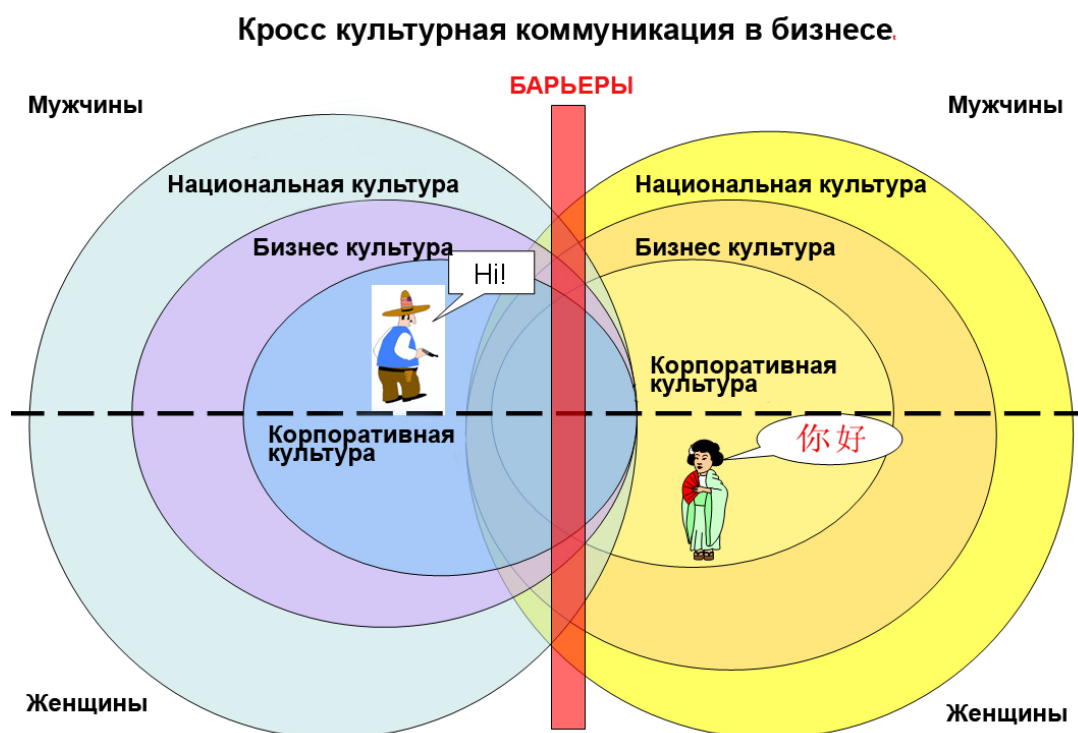 Кросс культурная коммуникация в бизнесе.
БАРЬЕРЫ
Мужчины
Мужчины
Национальная культура
Национальная культура
Бизнес культура
Бизнес культура
Hi!
Корпоративная
культура
Корпоративная
культура
你好
Женщины
Женщины